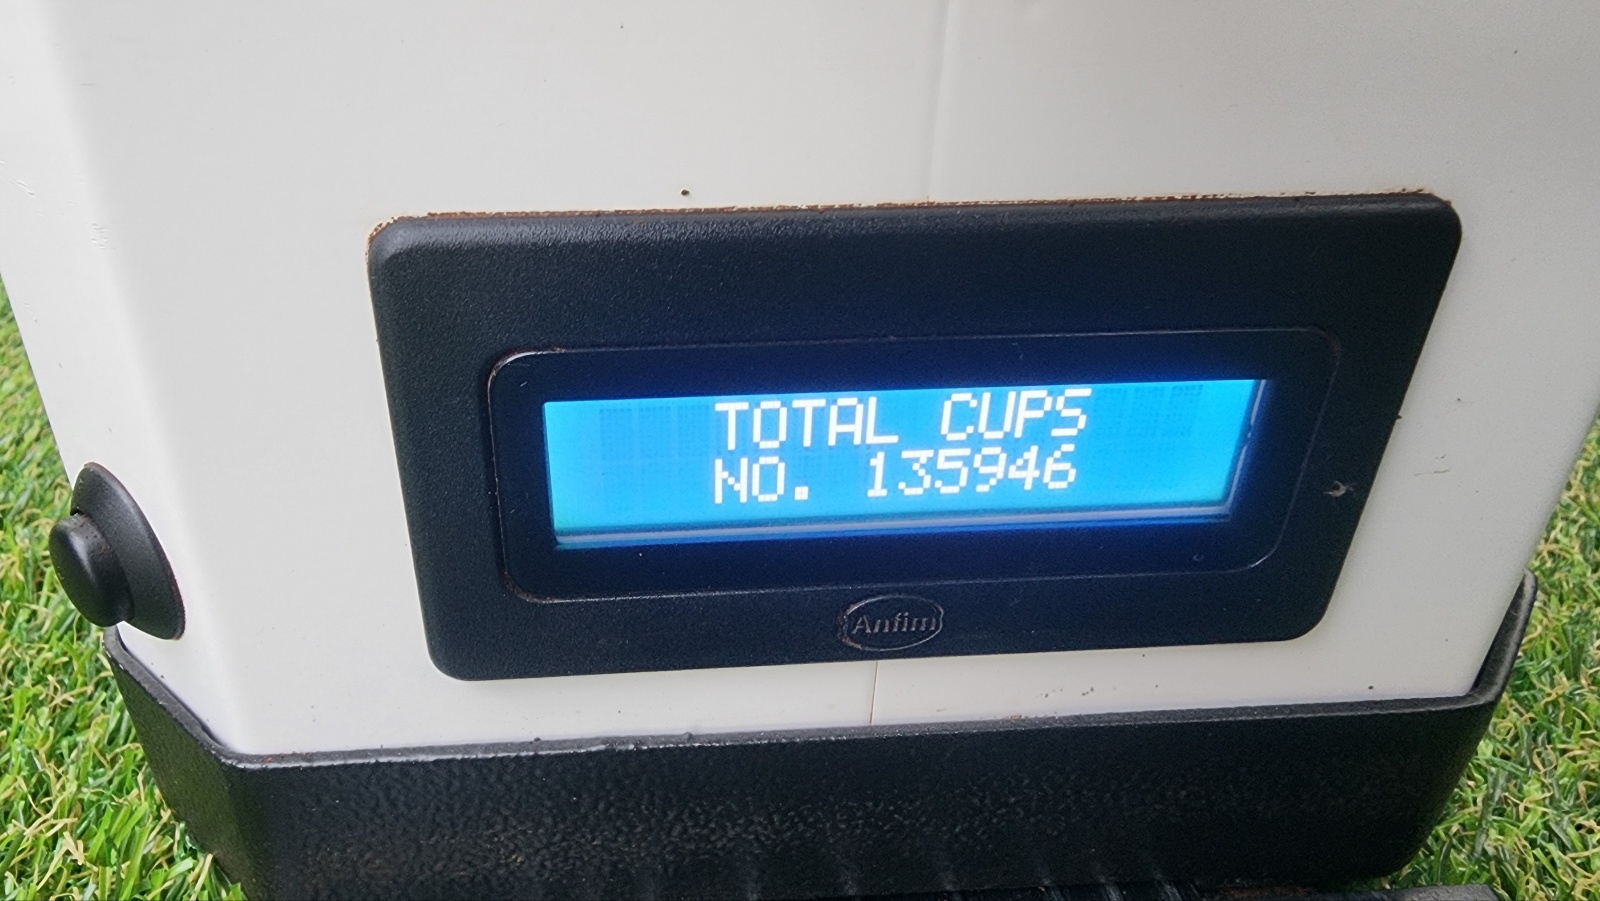 TOTAL CUPS
NO. 135946
Anfim